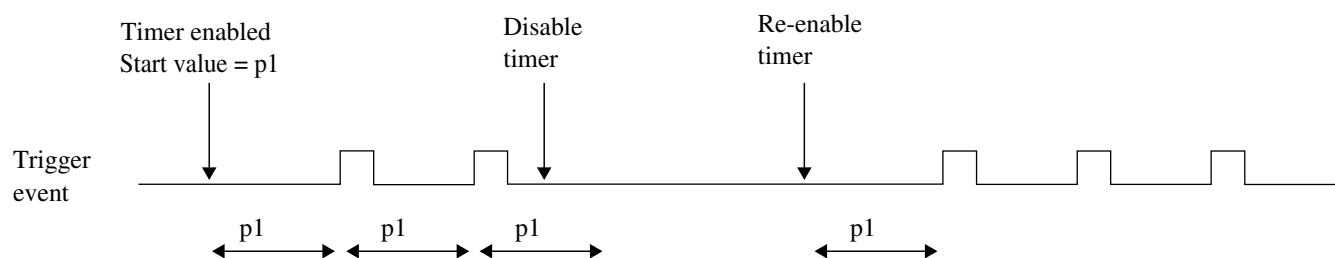 Timer enabled
Start value = p1
Disable
timer
Re-enable
timer
Trigger
event
p1
p1
p1
p1